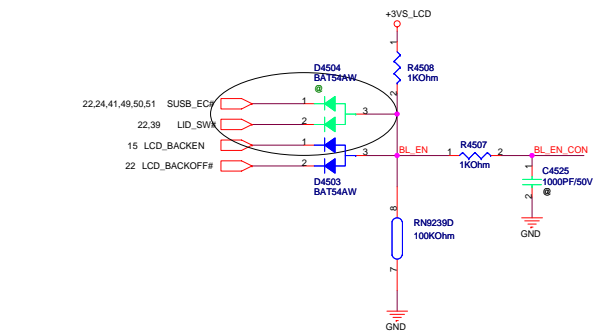 +3VS_LCD
1
D4504
BAT54AW
@
R4508
1KOhm
2
22,24,41,49,50,51 SUSB_EC#
1
3
22,39 LID_SW#
2
15 LCD_BACKEN
1
3
BL_EN
1
R4507
2
1KOhm
BL_EN_CON
22 LCD_BACKOFF#
2
D4503
BAT54AW
1
C4525
1000PF/50V
@
2
GND
8
RN9239D
100KOhm
7
GND